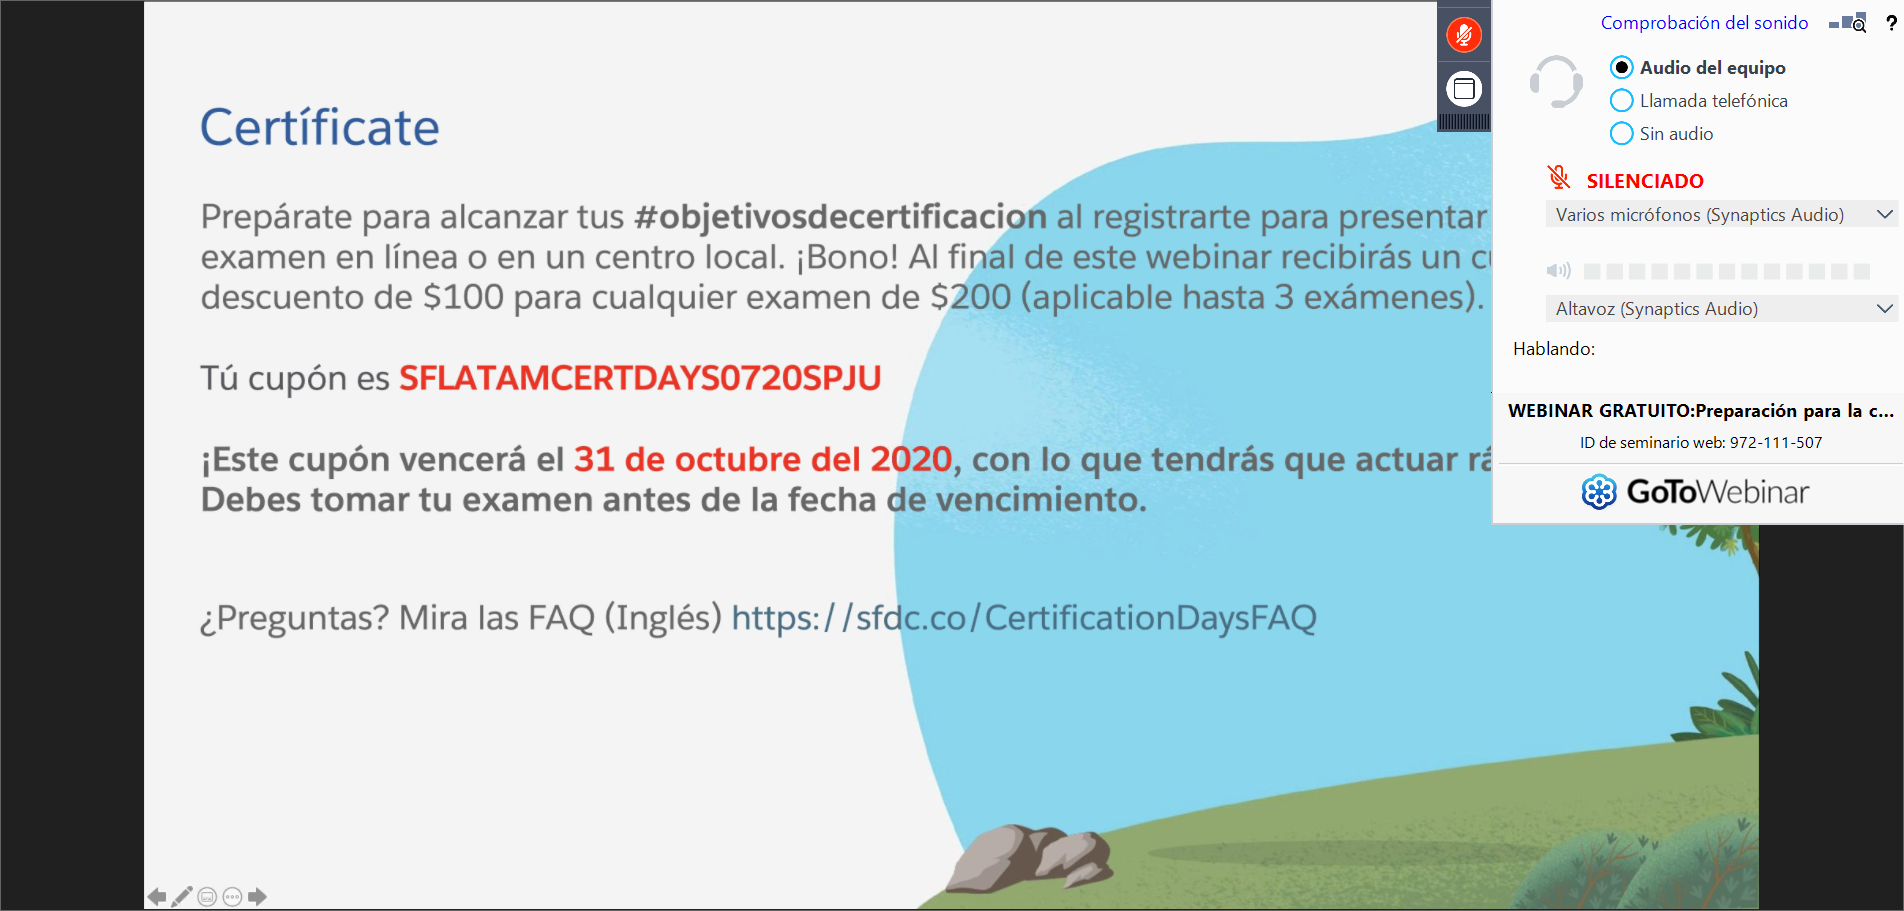 Certíficate
Prepárate para alcanzar tus #objetivosdecertificacion al registrarte para presentar
examen en línea o en un centro local. ¡Bono! Al final de este webinar recibirás un
descuento de $100 para cualquier examen de $200 (aplicable hasta 3 exámenes).
Tú cupón es SFLATAMCERTDAYS0720SPJU
¡Este cupón vencerá el 31 de octubre del 2020, con lo que tendrás que actuar
Debes tomar tu examen antes de la fecha de vencimiento.
¿Preguntas? Mira las FAQ (Inglés) https://sfdc.co/CertificationDaysFAQ
Comprobación del sonido
?
Audio del equipo
Llamada telefónica
Sin audio
SILENCIADO
Varios micrófonos (Synaptics Audio)
Altavoz (Synaptics Audio)
Hablando:
WEBINAR GRATUITO:Preparación para la c...
ID de seminario web: 972-111-507
GoToWebinar